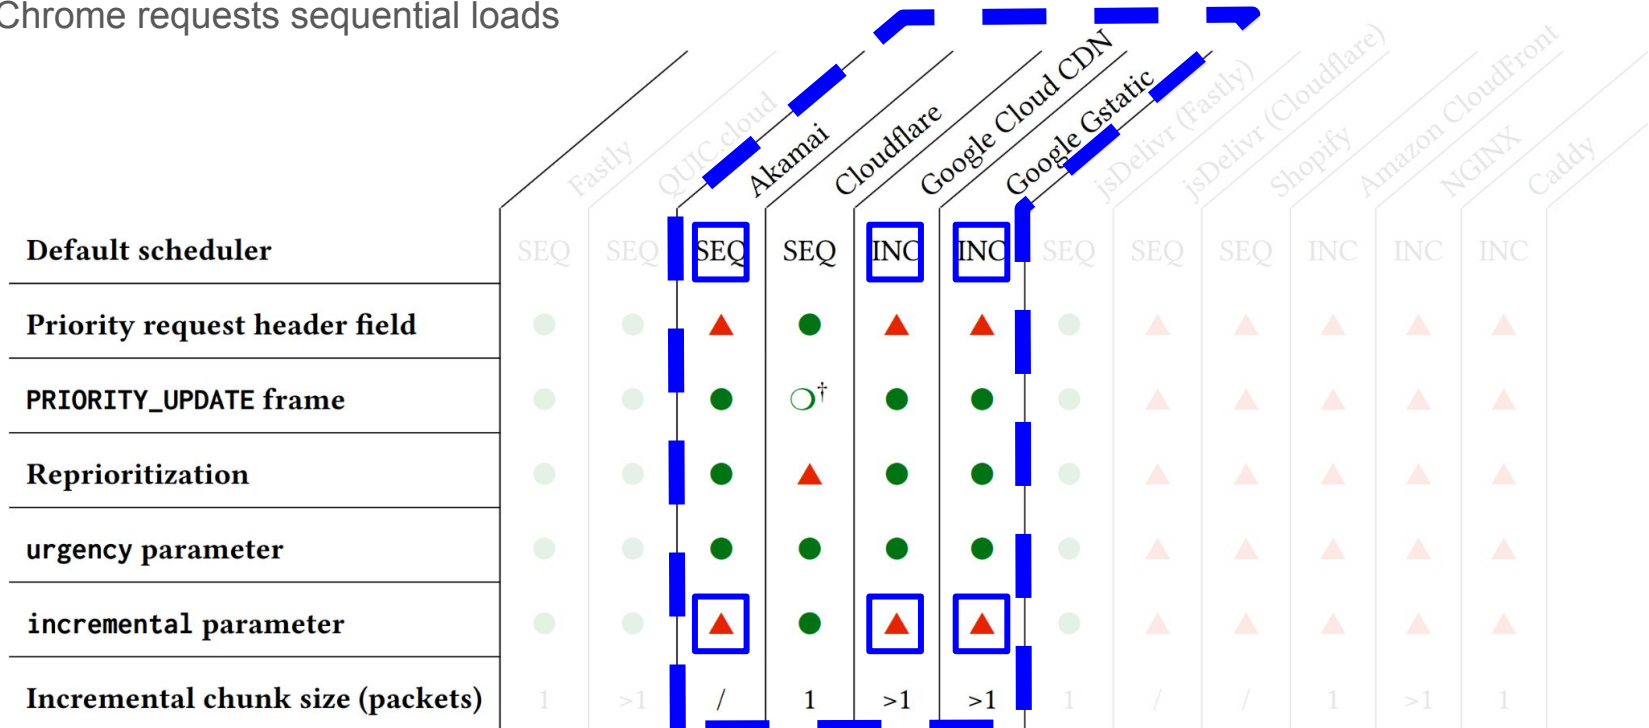 Chrome requests sequential loads
Fastly
QUIC.cloud
Akamai
Cloudflare
Google Cloud CDN
Google Gstatic
jsDelivr (Fastly)
jsDelivr (Cloudflare)
Shopify
Amazon CloudFront
NGINX
Caddy
Default scheduler SEQ SEQ SEQ SEQ INC INC SEQ SEQ SEQ INC INC INC
Priority request header field
PRIORITY_UPDATE frame †
Reprioritization
urgency parameter
incremental parameter
Incremental chunk size (packets) 1 >1 / 1 >1 >1 1 / / 1 >1 1